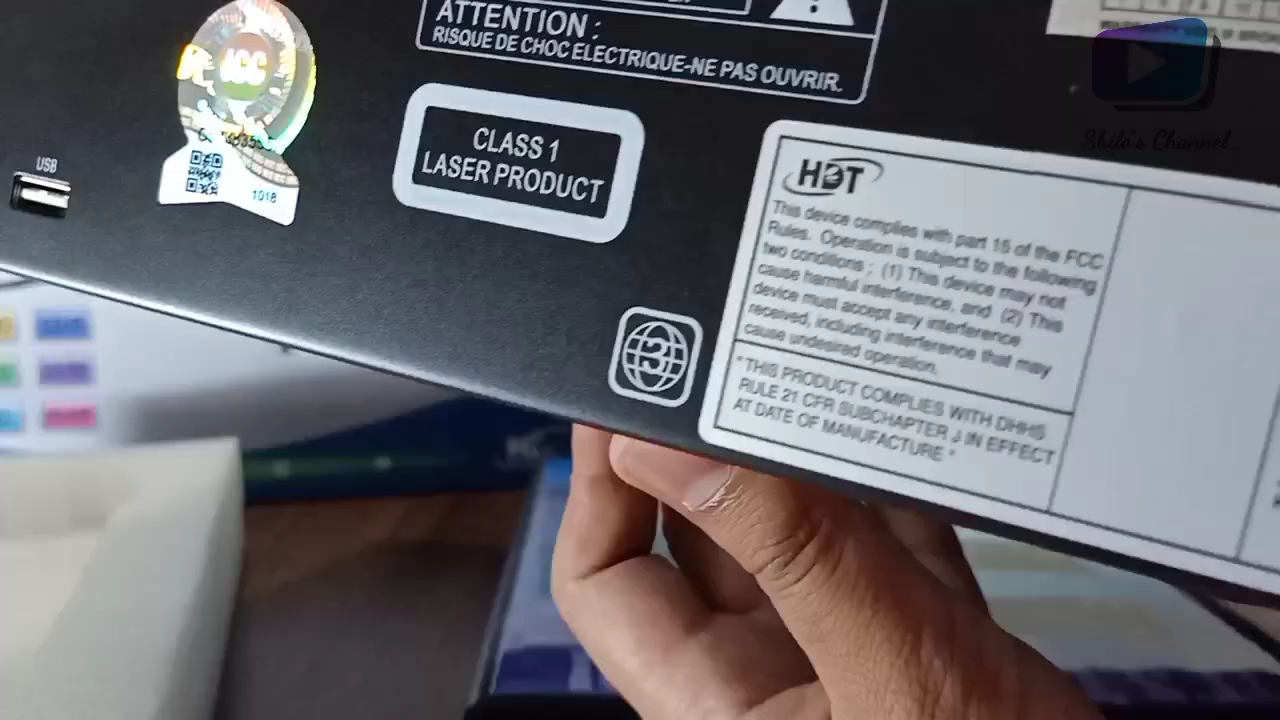 ATTENTION :
RISQUE DE CHOC ELECTRIQUE-NE PAS OUVRIR.
ICC
USB
1018
CLASS 1
LASER PRODUCT
Shilo's Channel
HDT
This device complies with part 15 of the FCC
Rules. Operation is subject to the following
two conditions ; (1) This device may not
cause harmful interference, and (2) This
device must accept any interference
received, including interference that may
cause undesired operation.
3
" THIS PRODUCT COMPLIES WITH DHHS
RULE 21 CFR SUBCHAPTER J IN EFFECT
AT DATE OF MANUFACTURE "